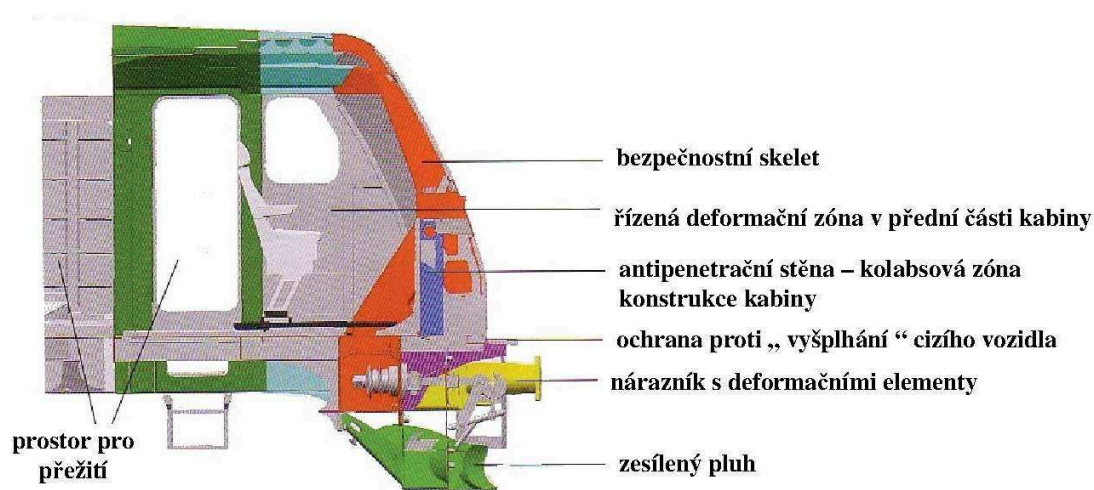 bezpečnostní skelet
řízená deformační zóna v přední části kabiny
antipenetrační stěna – kolabsová zóna
konstrukce kabiny
ochrana proti „ vyšplhání “ cizího vozidla
nárazník s deformačními elementy
prostor pro
přežití
zesílený pluh